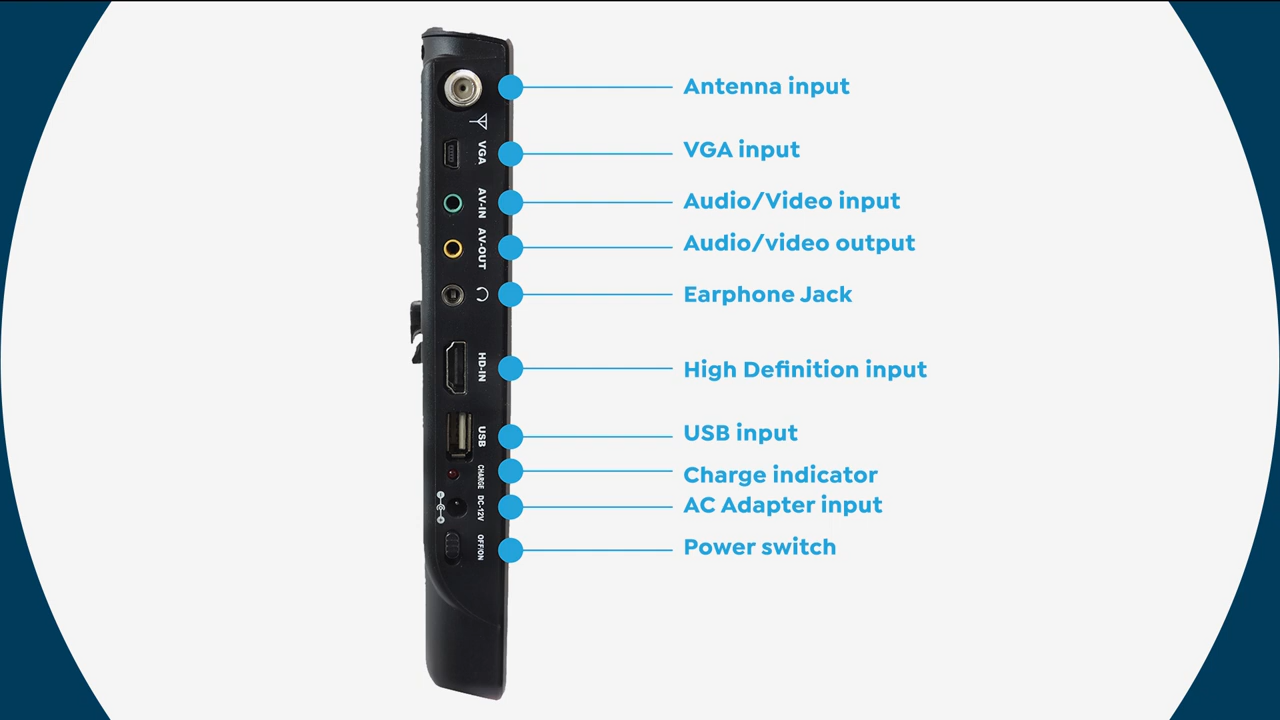 Antenna input
VGA
VGA input
AV-IN
Audio/Video input
AV-OUT
Audio/video output
Earphone Jack
HD-IN
High Definition input
USB
USB input
CHARGE
Charge indicator
DC-12V
AC Adapter input
OFF/ON
Power switch